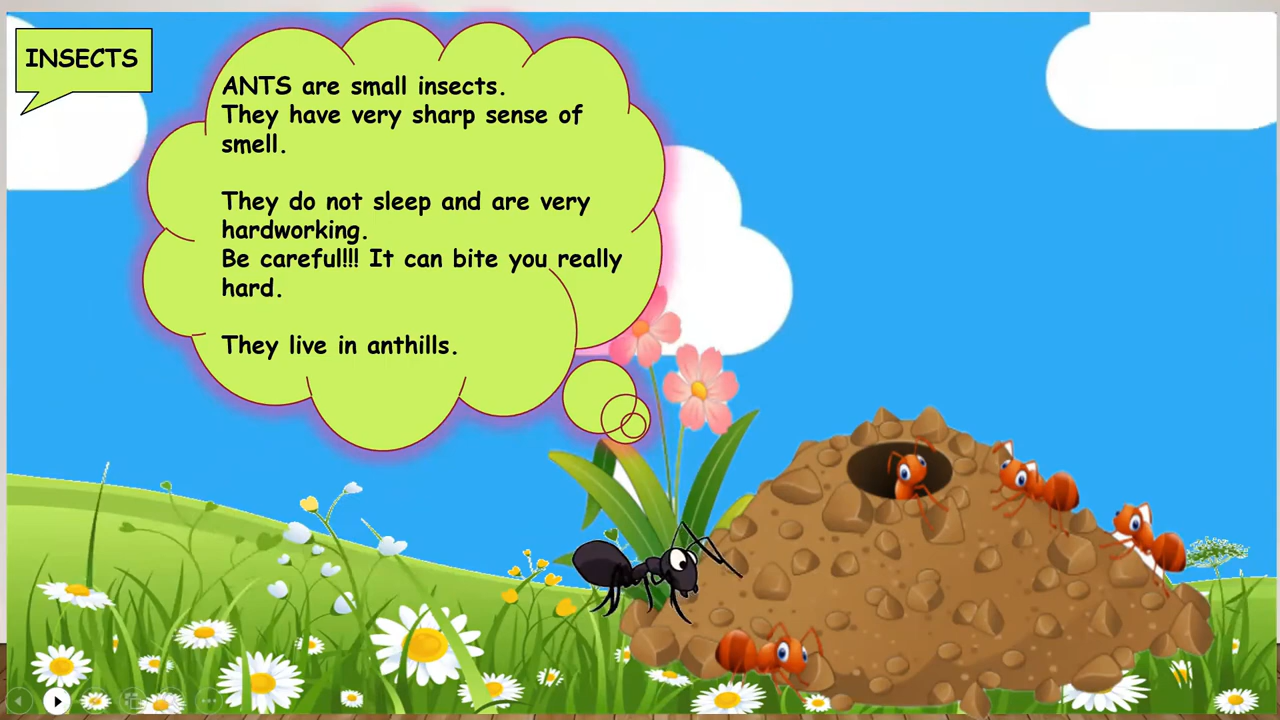 INSECTS
ANTS are small insects.
They have very sharp sense of
smell.
They do not sleep and are very
hardworking.
Be careful!!! It can bite you really
hard.
They live in anthills.